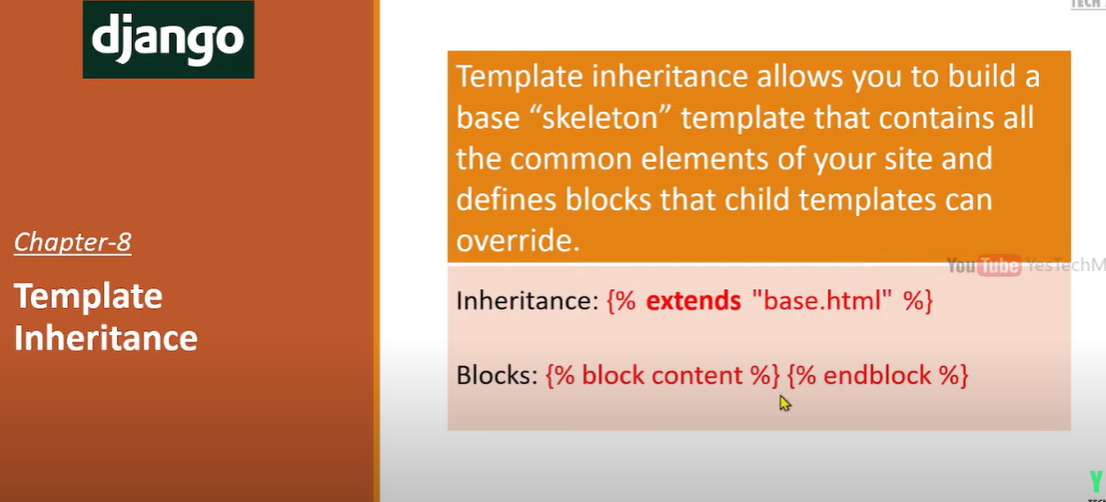 TECH
django
Template inheritance allows you to build a
base “skeleton” template that contains all
the common elements of your site and
defines blocks that child templates can
override.
Chapter-8
Template
Inheritance
YouTube YesTechM
Inheritance: {% extends "base.html" %}
Blocks: {% block content %} {% endblock %}
Y